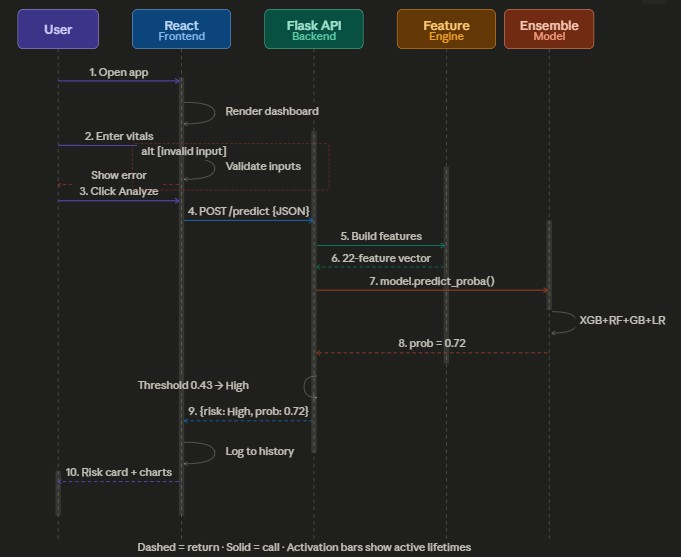 User
React
Frontend
Flask API
Backend
Feature
Engine
Ensemble
Model
1. Open app
Render dashboard
2. Enter vitals
alt [invalid input]
Validate inputs
Show error
3. Click Analyze
4. POST /predict {JSON}
5. Build features
6. 22-feature vector
7. model.predict_proba()
XGB+RF+GB+LR
8. prob = 0.72
Threshold 0.43 → High
9. {risk: High, prob: 0.72}
Log to history
10. Risk card + charts
Dashed = return · Solid = call · Activation bars show active lifetimes